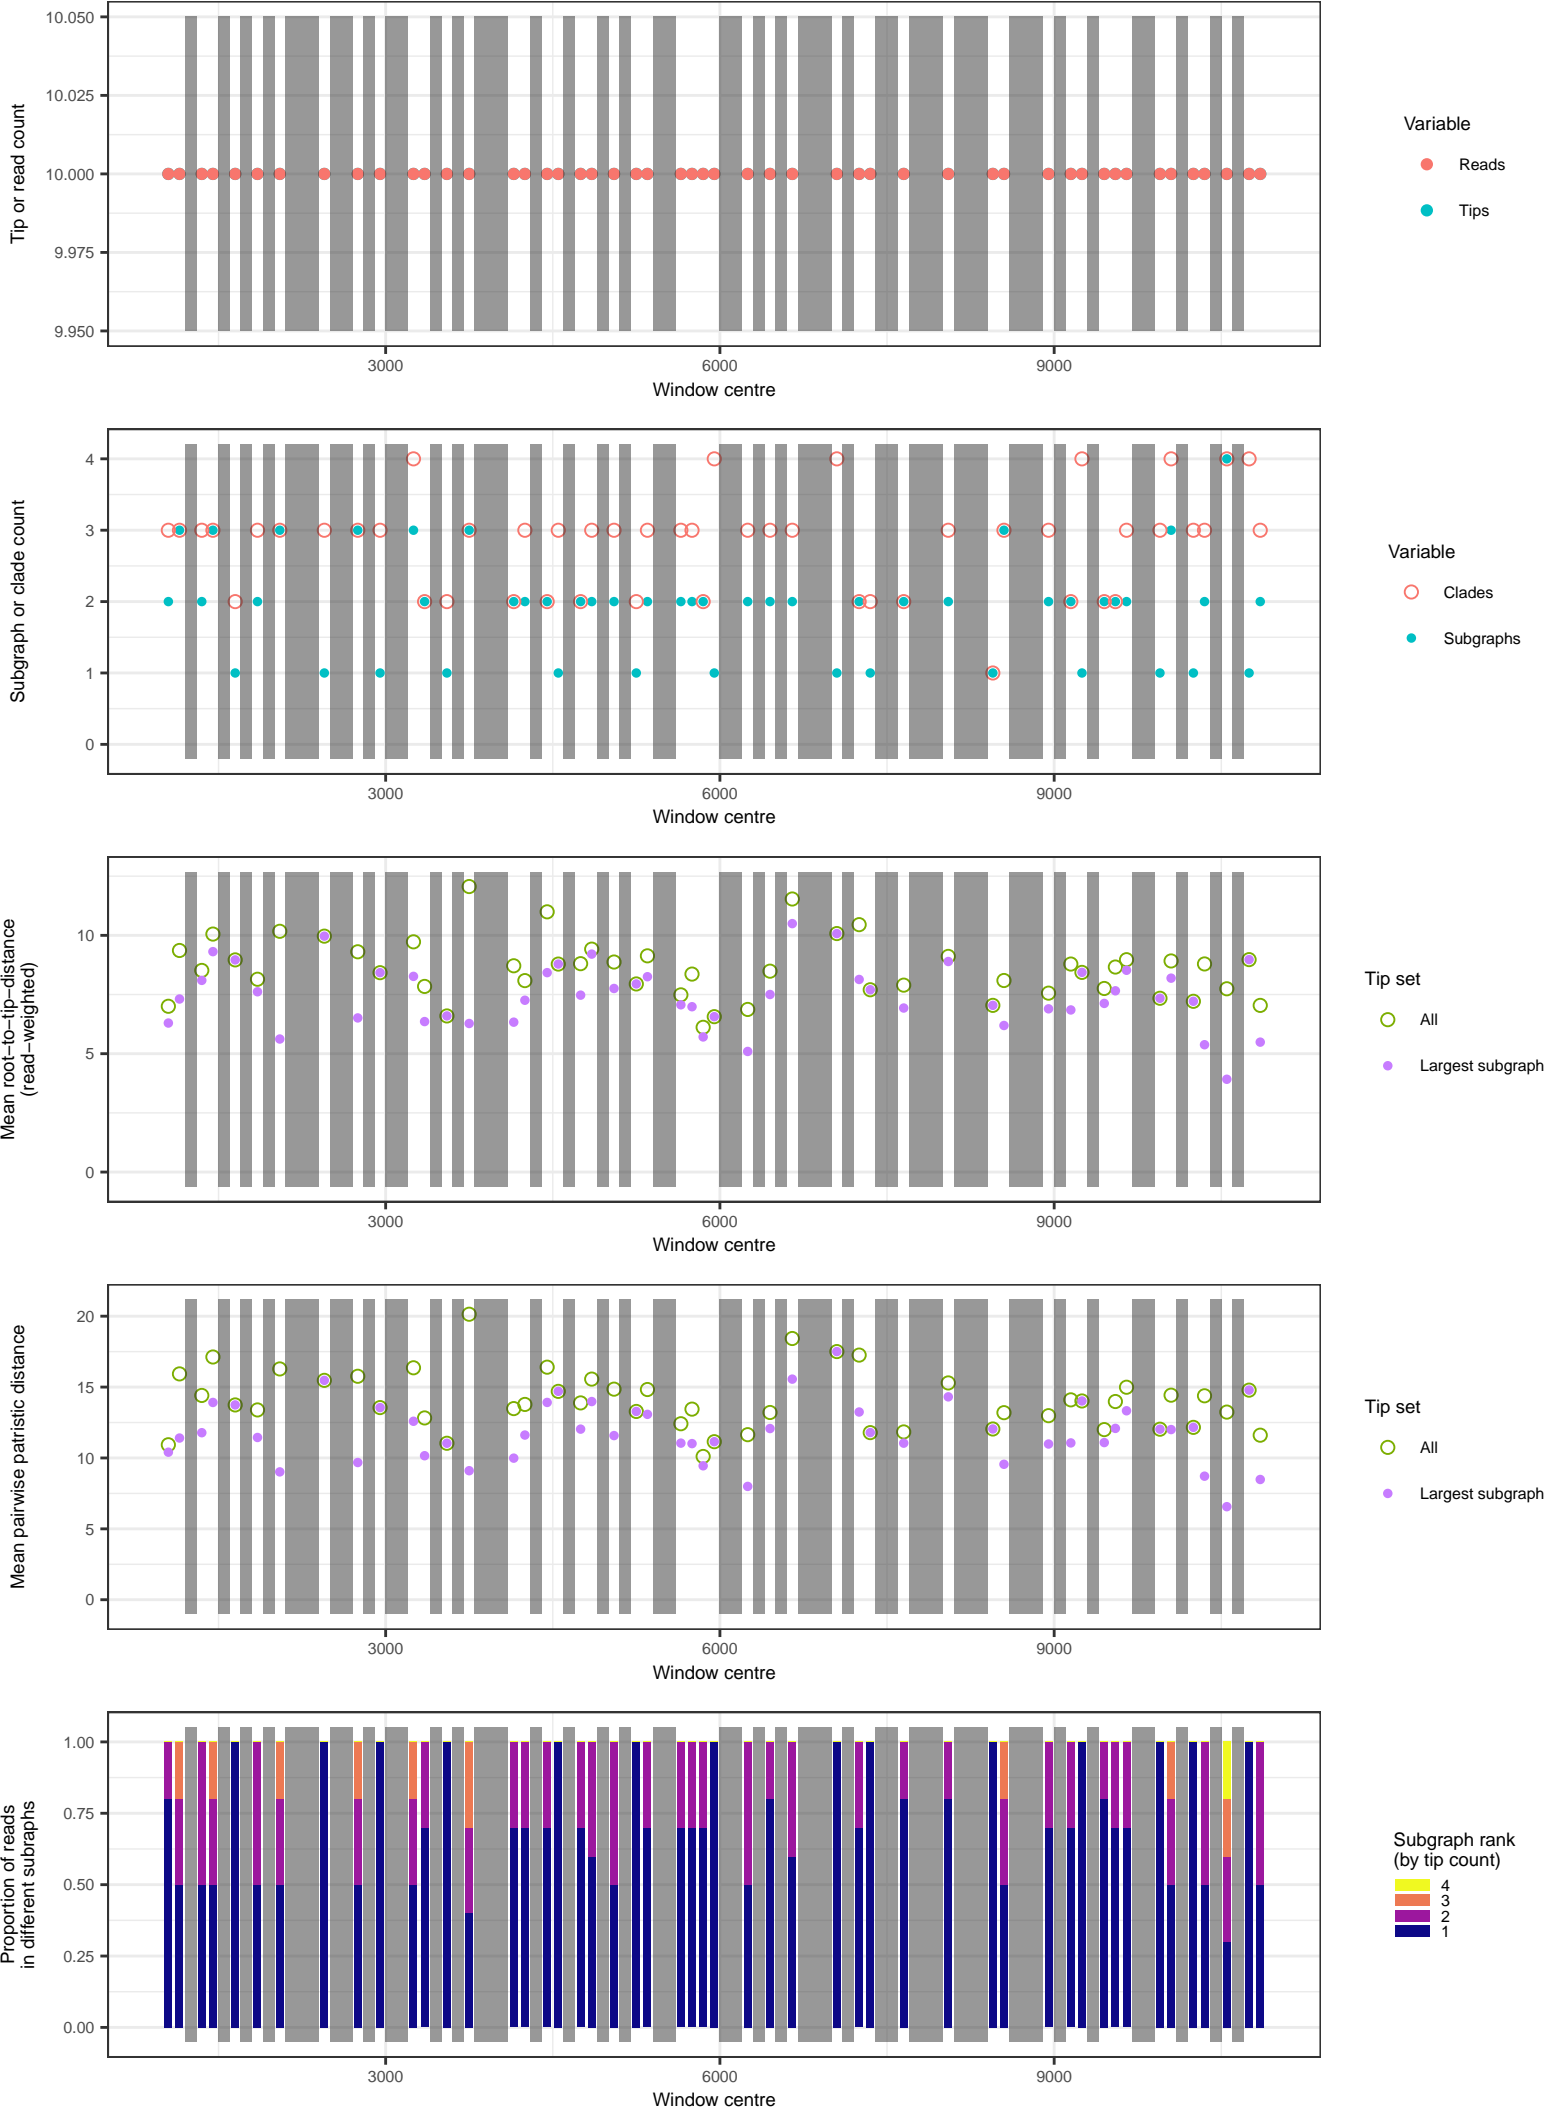 10.050
10.025
10.000
9.975
9.950
Tip or read count
3000 6000 9000
Window centre
Variable
Reads
Tips
4
3
2
1
0
Subgraph or clade count
3000 6000 9000
Window centre
Variable
Clades
Subgraphs
10
5
0
Mean root−to−tip−distance
(read−weighted)
3000 6000 9000
Window centre
Tip set
All
Largest subgraph
20
15
10
5
0
Mean pairwise patristic distance
3000 6000 9000
Window centre
Tip set
All
Largest subgraph
1.00
0.75
0.50
0.25
0.00
Proportion of reads
in different subraphs
3000 6000 9000
Window centre
Subgraph rank
(by tip count)
4
3
2
1